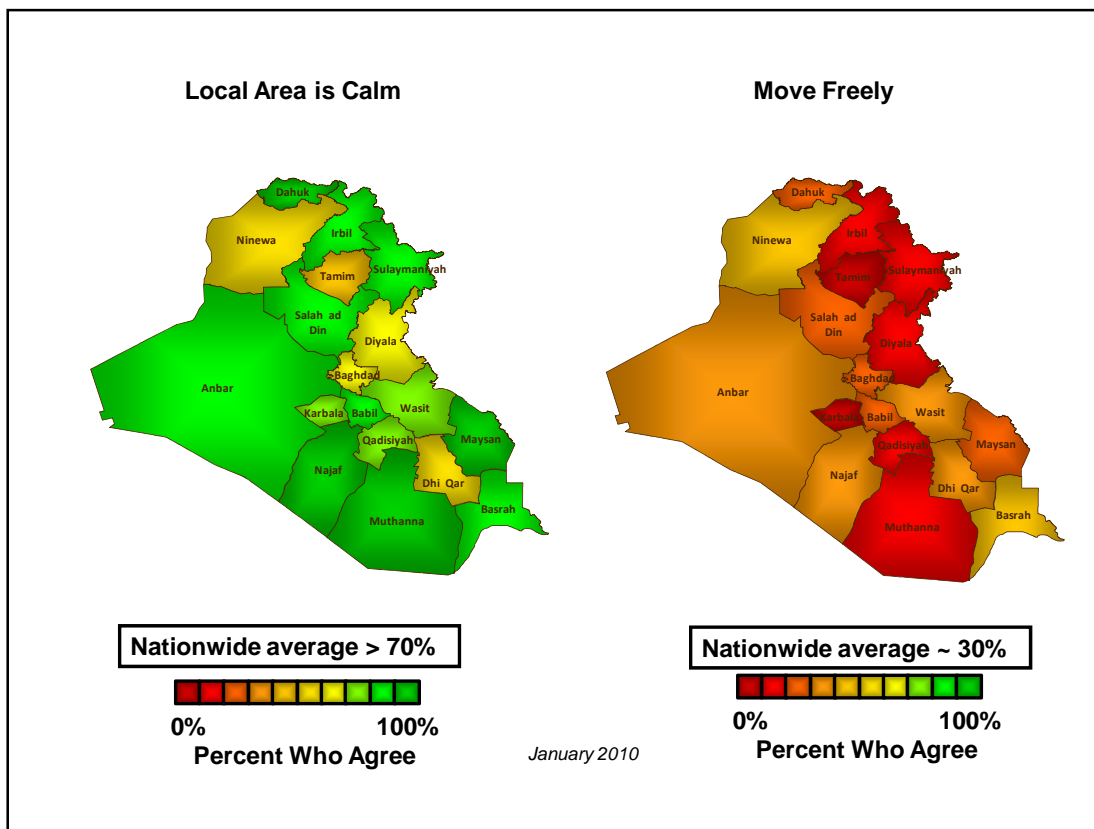 Local Area is Calm
Dahuk
Ninewa
Irbil
Tamim
Sulaymaniyah
Salah ad
Din
Diyala
Baghdad
Anbar
Karbala
Babil
Wasit
Qadisiyah
Maysan
Najaf
Dhi Qar
Muthanna
Basrah
Nationwide average > 70%
0%
100%
Percent Who Agree
Move Freely
Dahuk
Ninewa
Irbil
Tamim
Sulaymaniyah
Salah ad
Din
Diyala
Baghdad
Anbar
Karbala
Babil
Wasit
Qadisiyah
Maysan
Najaf
Dhi Qar
Muthanna
Basrah
Nationwide average ~ 30%
0%
100%
Percent Who Agree
January 2010